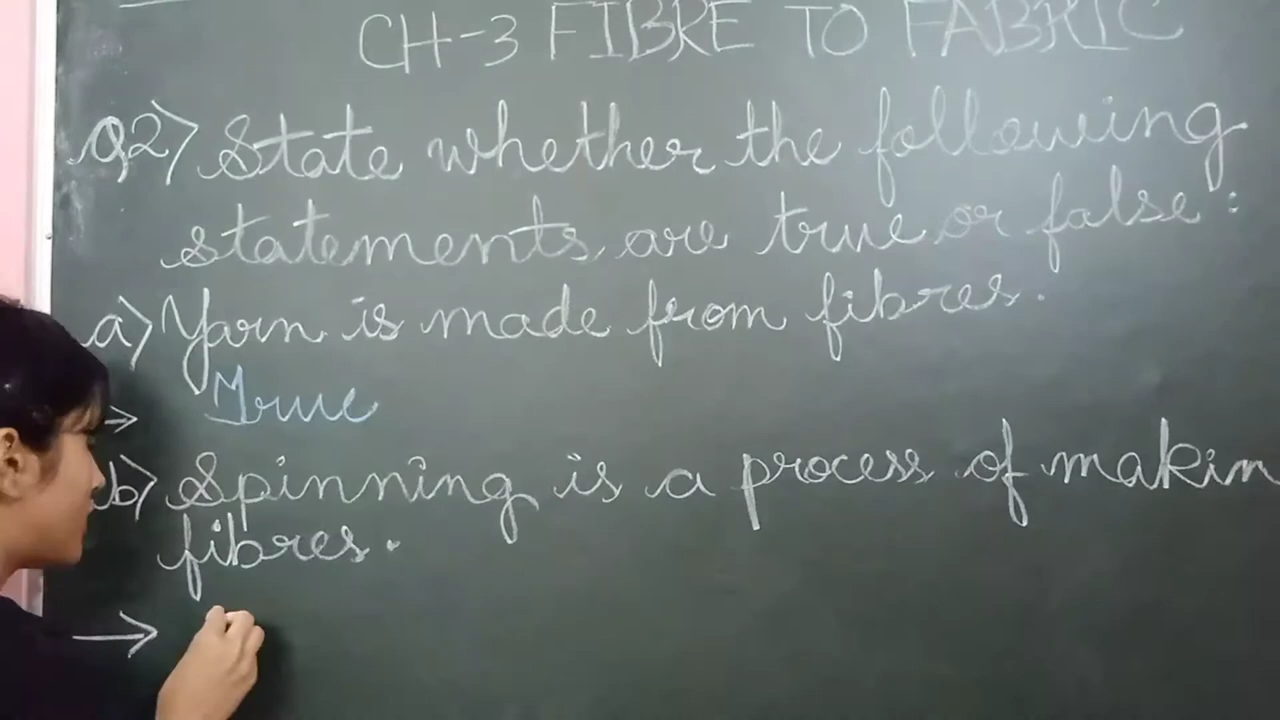 CH-3 FIBRE TO FABRIC
Q2) State whether the following
statements are true or false:
a) Yarn is made from fibres.
→ True
b) Spinning is a process of makin
fibres.
→